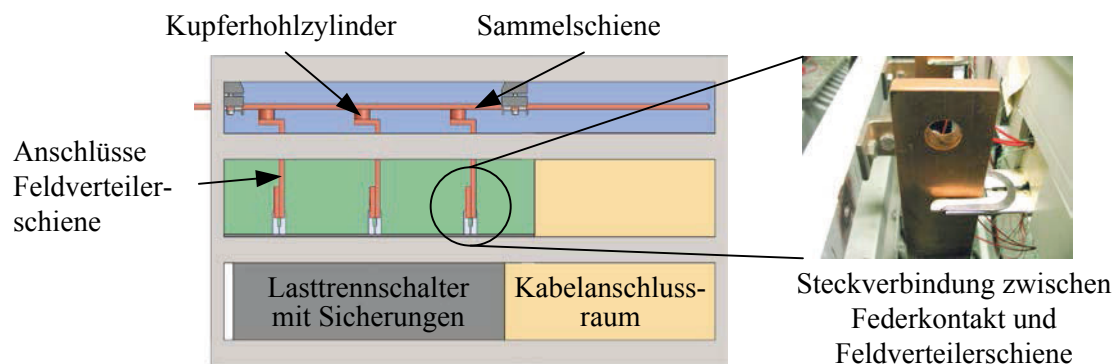 Kupferhohlzylinder
Sammelschiene
Anschlüsse
Feldverteiler-
schiene
Lasttrennschalter
mit Sicherungen
Kabelanschluss-
raum
Steckverbindung zwischen
Federkontakt und
Feldverteilerschiene